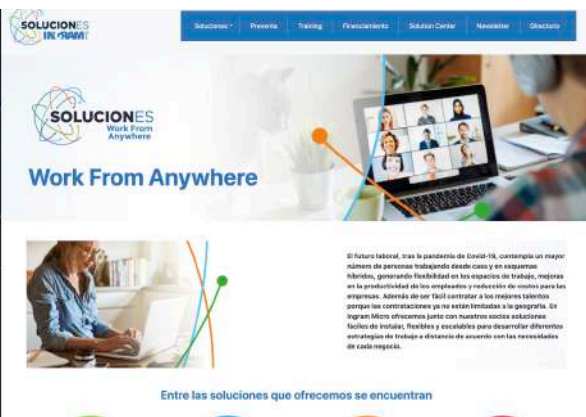 SOLUCIONES
INGRAM
Soluciones
Preventa
Training
Financiamiento
Solution Center
Newsletter
Directorio
SOLUCIONES
Work From
Anywhere
Work From Anywhere
El futuro laboral, tras la pandemia de Covid-19, contempla un mayor
número de personas trabajando desde casa y en esquemas
híbridos, generando flexibilidad en los espacios de trabajo, mejoras
en la productividad de los empleados y reducción de costos para las
empresas. Además de ser fácil contratar a los mejores talentos
porque las contrataciones ya no están limitadas a la geografía. En
Ingram Micro ofrecemos junto con nuestros socios soluciones
fáciles de instalar, flexibles y escalables para desarrollar diferentes
estrategias de trabajo a distancia de acuerdo con las necesidades
de cada negocio.
Entre las soluciones que ofrecemos se encuentran